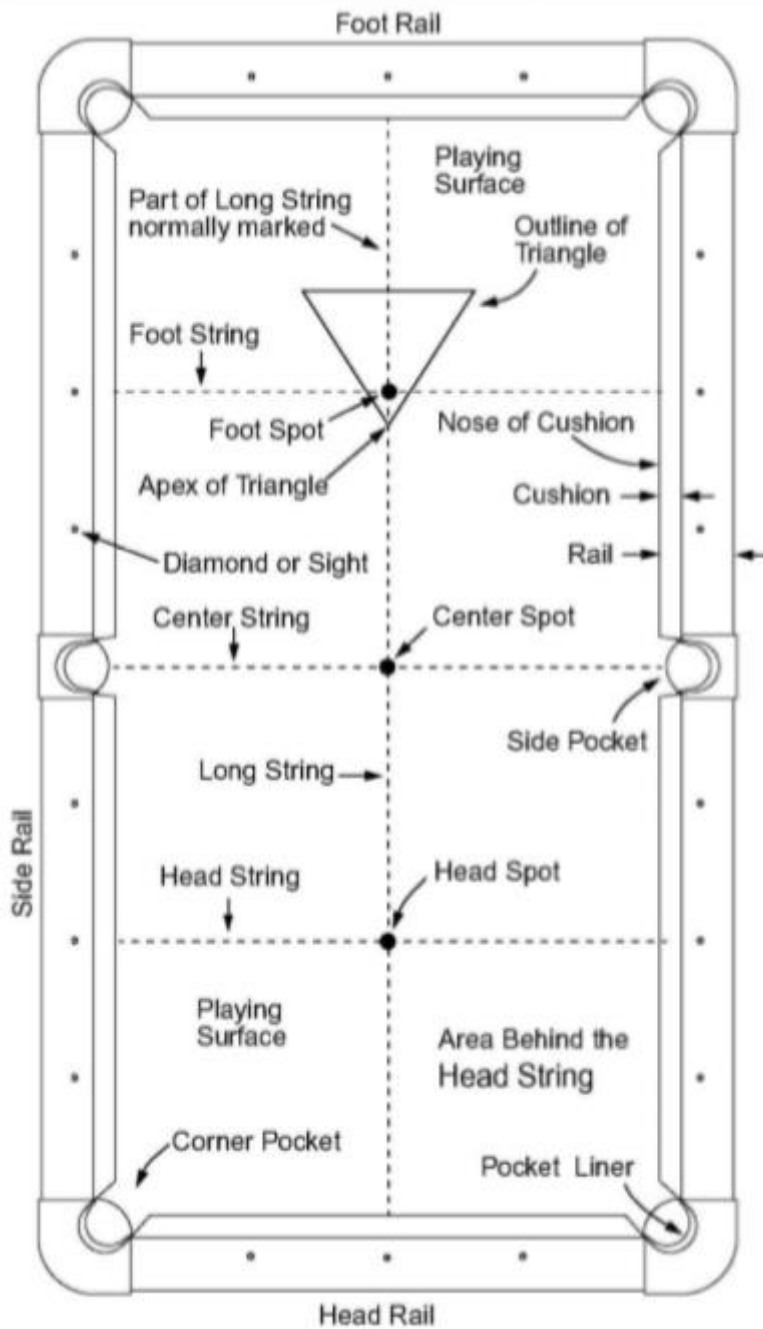 Foot Rail
Playing
Surface
Part of Long String
normally marked
Outline of
Triangle
Foot String
Foot Spot
Nose of Cushion
Apex of Triangle
Cushion
Rail
Diamond or Sight
Center String
Center Spot
Side Pocket
Long String
Side Rail
Head String
Head Spot
Playing
Surface
Area Behind the
Head String
Corner Pocket
Pocket Liner
Head Rail